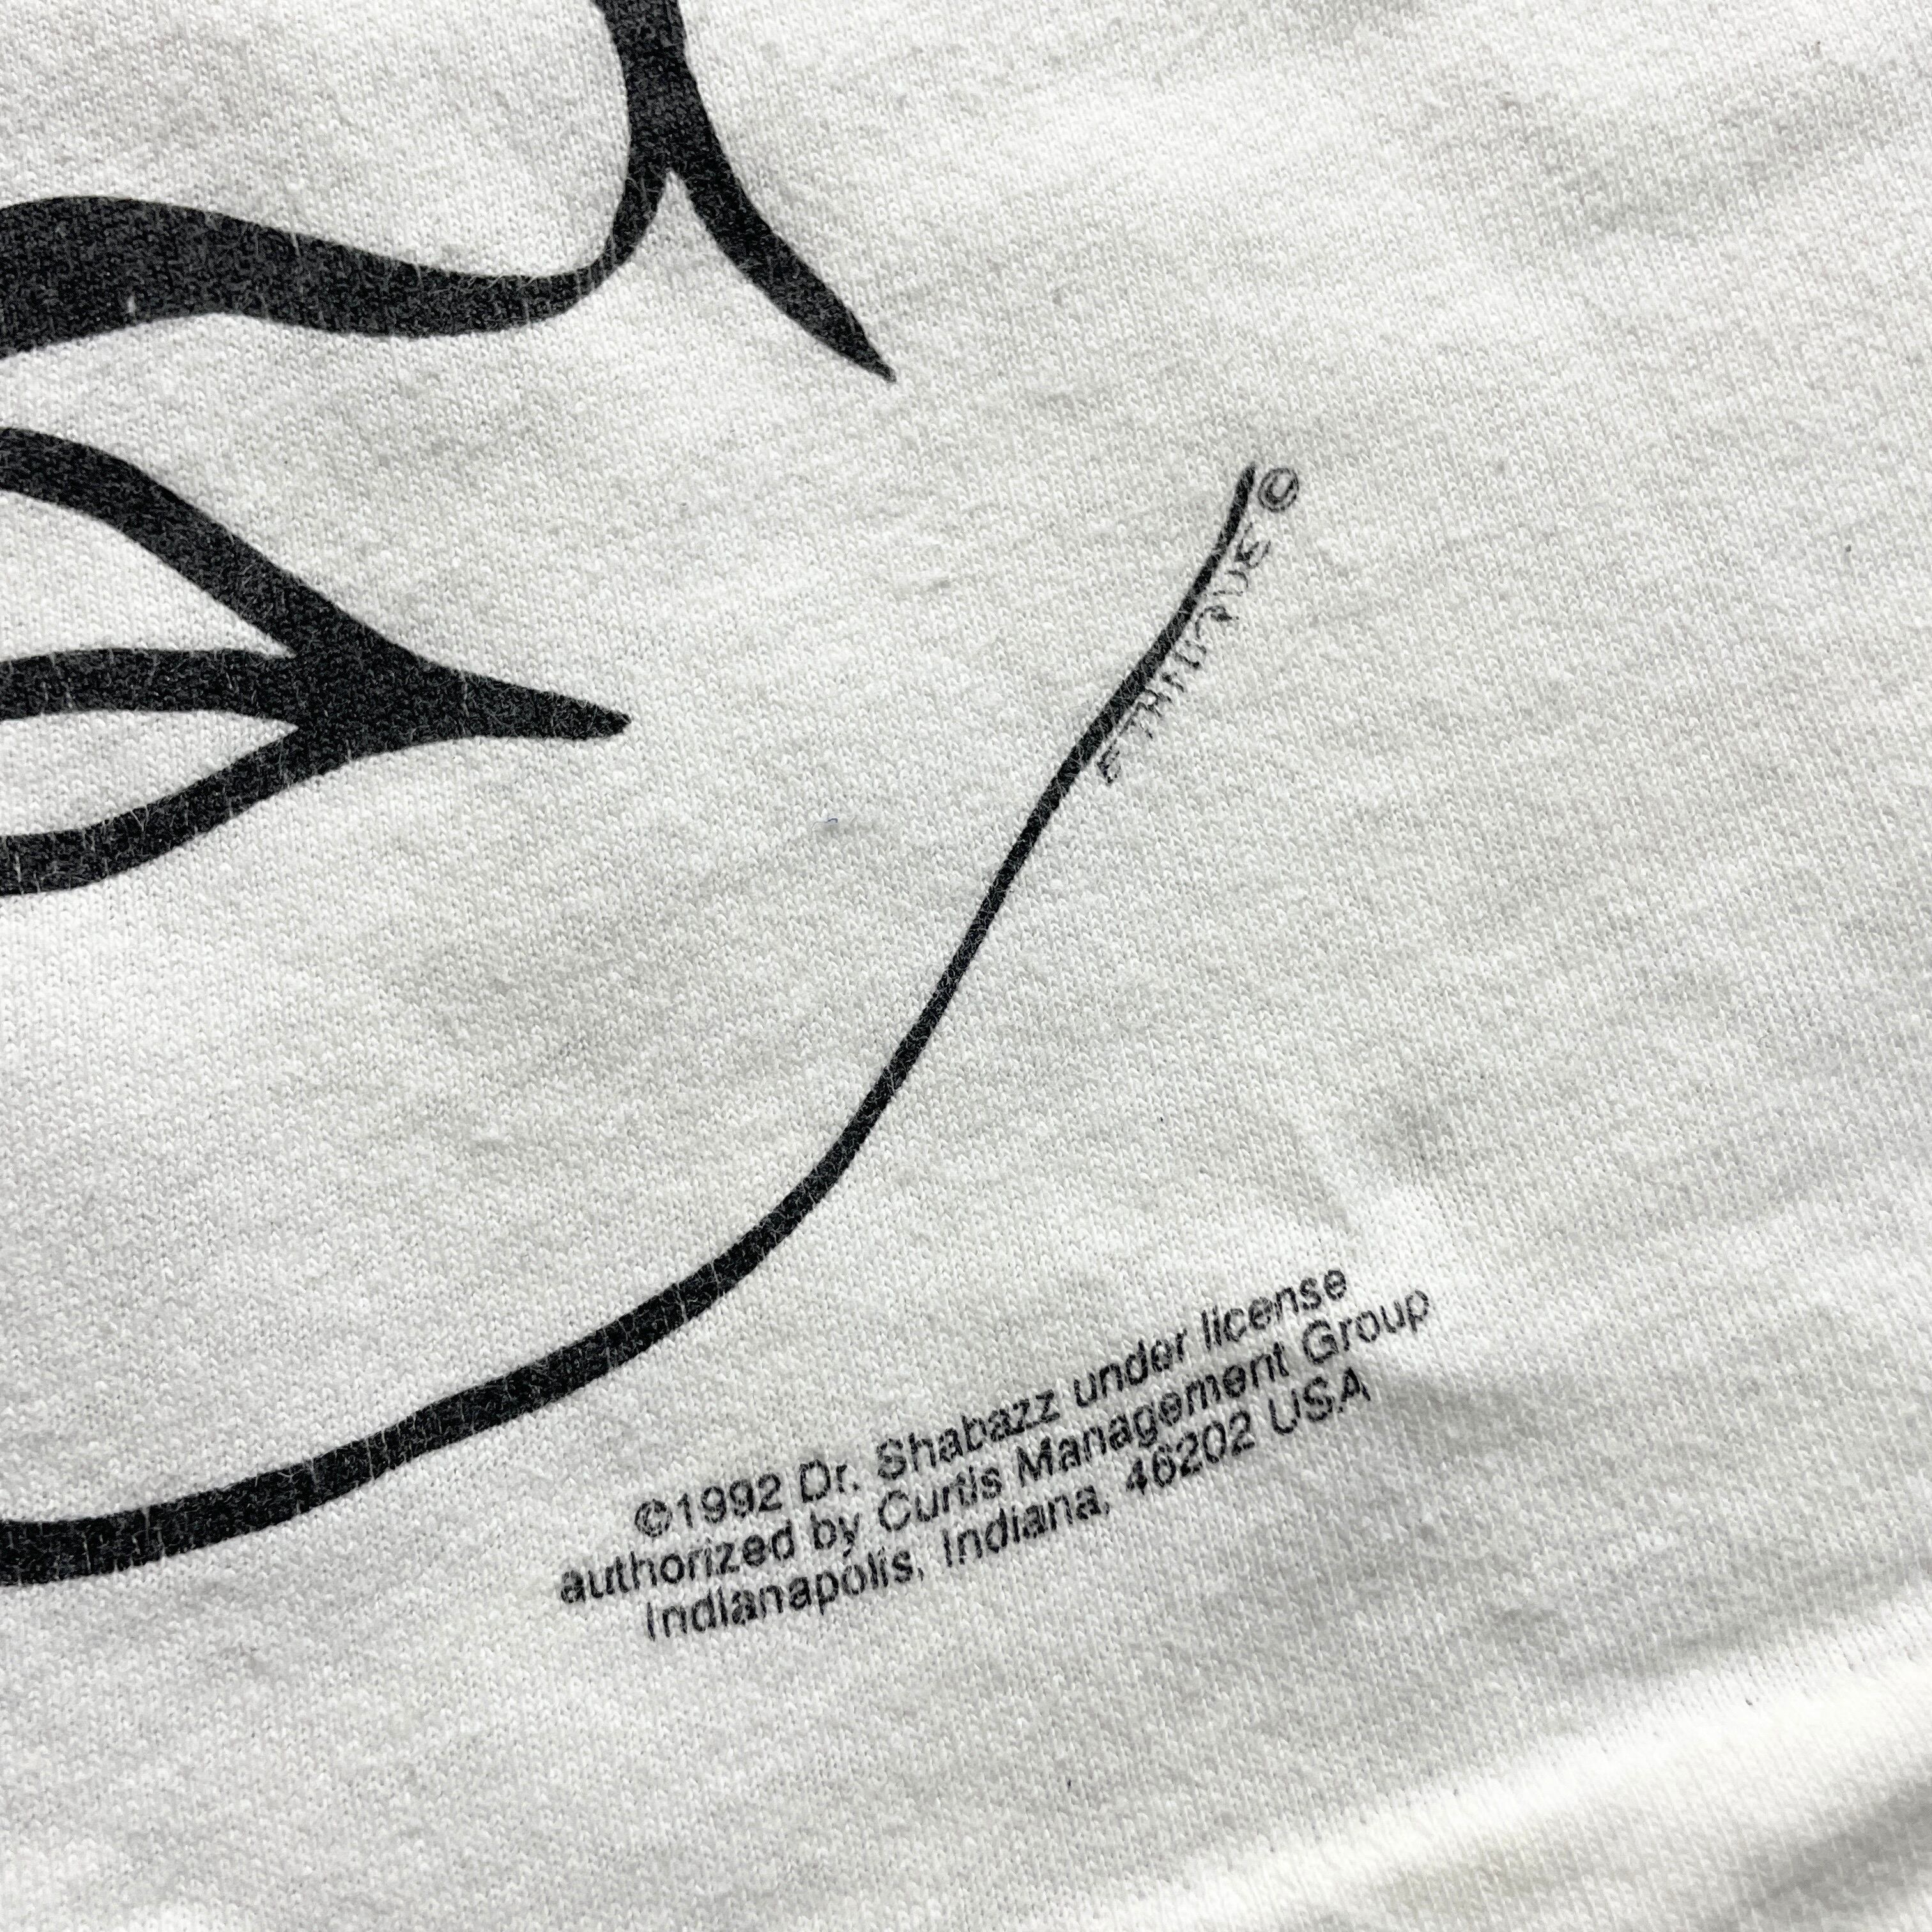 ©
©1992 Dr. Shabazz under license
authorized by Curtis Management Group
Indianapolis, Indiana, 46202 USA